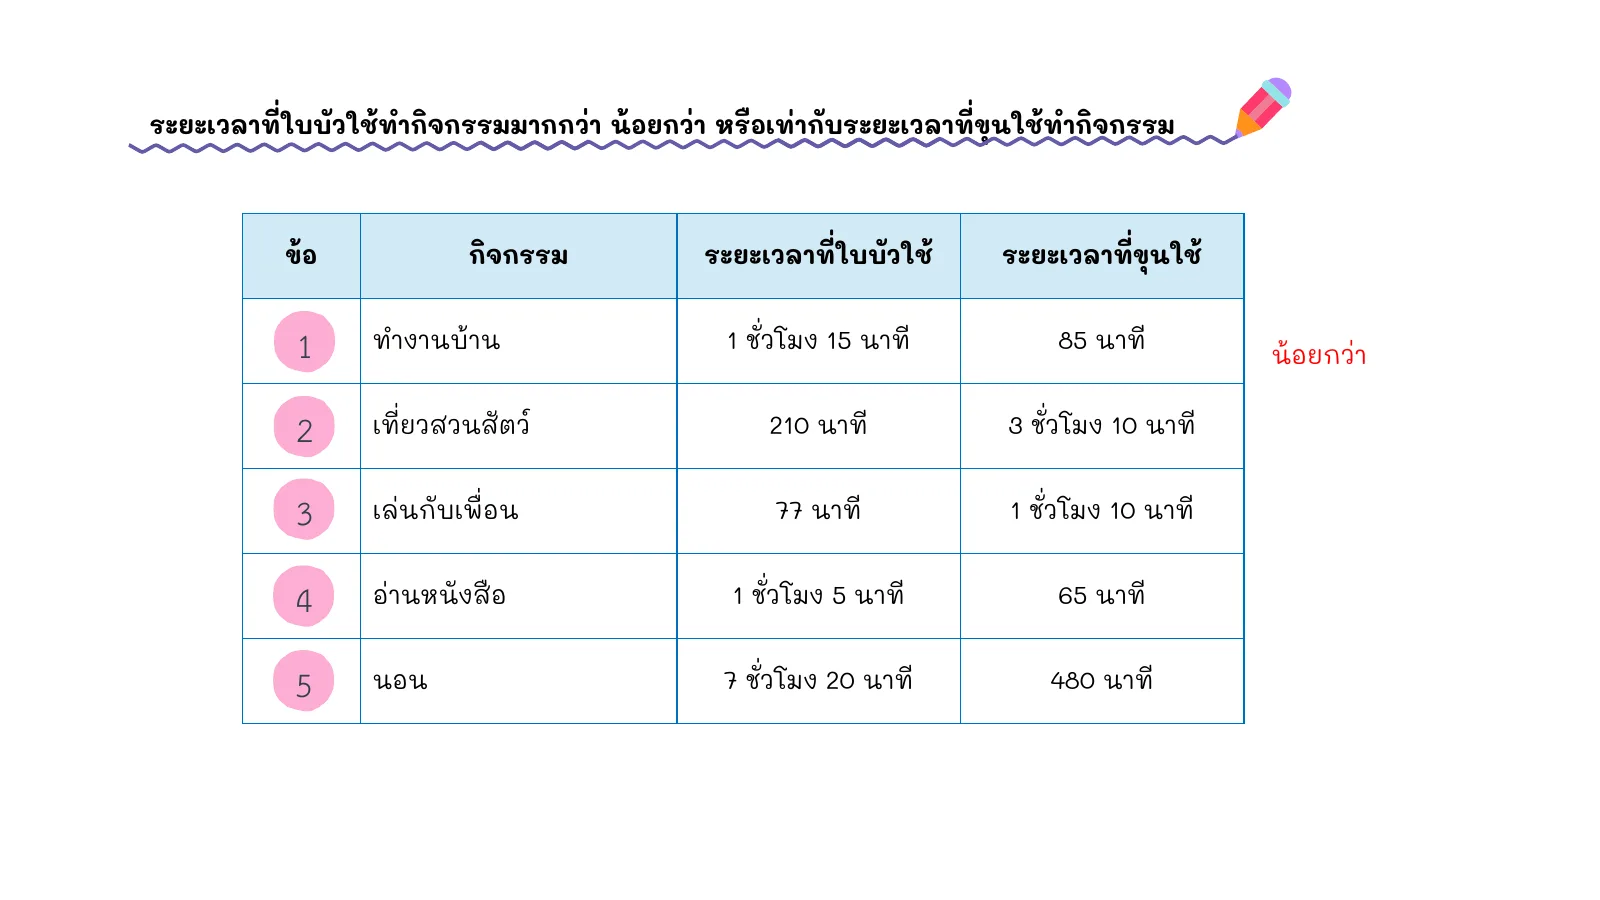 ระยะเวลาที่ใบบัวใช้ทำกิจกรรมมากกว่า น้อยกว่า หรือเท่ากับระยะเวลาที่ขุนใช้ทำกิจกรรม
ข้อ กิจกรรม ระยะเวลาที่ใบบัวใช้ ระยะเวลาที่ขุนใช้
1 ทำงานบ้าน 1 ชั่วโมง 15 นาที 85 นาที น้อยกว่า
2 เที่ยวสวนสัตว์ 210 นาที 3 ชั่วโมง 10 นาที
3 เล่นกับเพื่อน 77 นาที 1 ชั่วโมง 10 นาที
4 อ่านหนังสือ 1 ชั่วโมง 5 นาที 65 นาที
5 นอน 7 ชั่วโมง 20 นาที 480 นาที